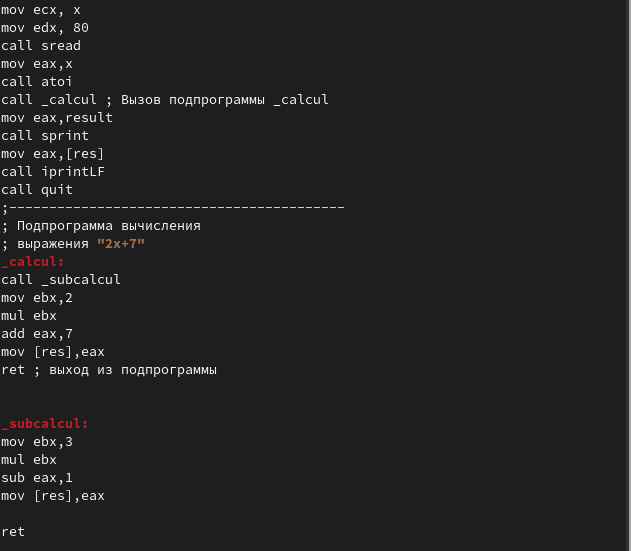 mov ecx, x
mov edx, 80
call sread
mov eax,x
call atoi
call _calcul ; Вызов подпрограммы _calcul
mov eax,result
call sprint
mov eax,[res]
call iprintLF
call quit
;------------------------------------------
; Подпрограмма вычисления
; выражения "2x+7"
_calcul:
call _subcalcul
mov ebx,2
mul ebx
add eax,7
mov [res],eax
ret ; выход из подпрограммы
_subcalcul:
mov ebx,3
mul ebx
sub eax,1
mov [res],eax
ret